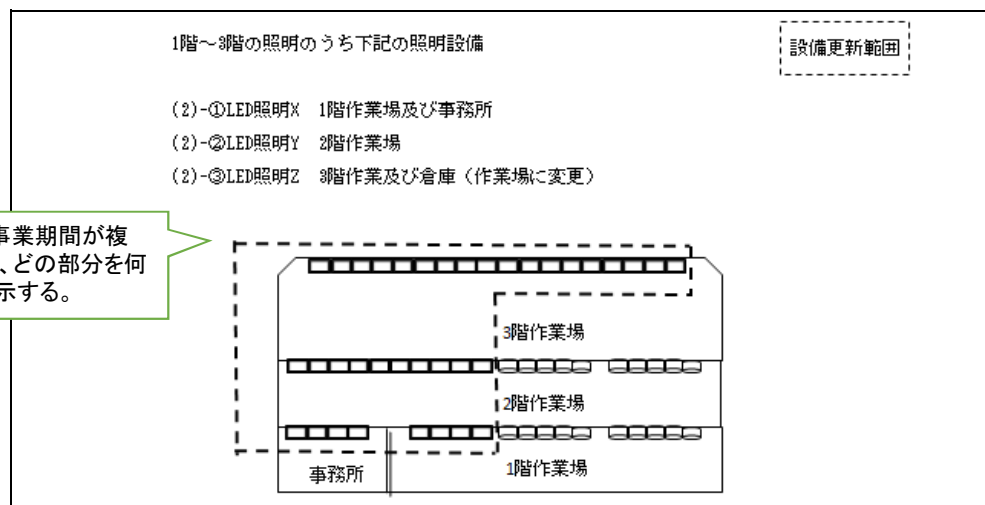 1階～3階の照明のうち下記の照明設備
設備更新範囲
(2)-①LED照明X 1階作業場及び事務所
(2)-②LED照明Y 2階作業場
(2)-③LED照明Z 3階作業及び倉庫（作業場に変更）
事業期間が複
、どの部分を何
示する。
3階作業場
2階作業場
事務所
1階作業場